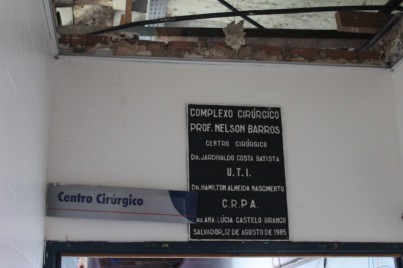 COMPLEXO CIRÚRGICO
PROF. NELSON BARROS
CENTRO CIRÚRGICO
DR. JARDIVALDO COSTA BATISTA
U.T.I.
DR. HAMILTON ALMEIDA NASCIMENTO
C.R.P.A.
ANA LÚCIA CASTELO BRANCO
SALVADOR, 12 DE AGOSTO DE 1985
Centro Cirúrgico